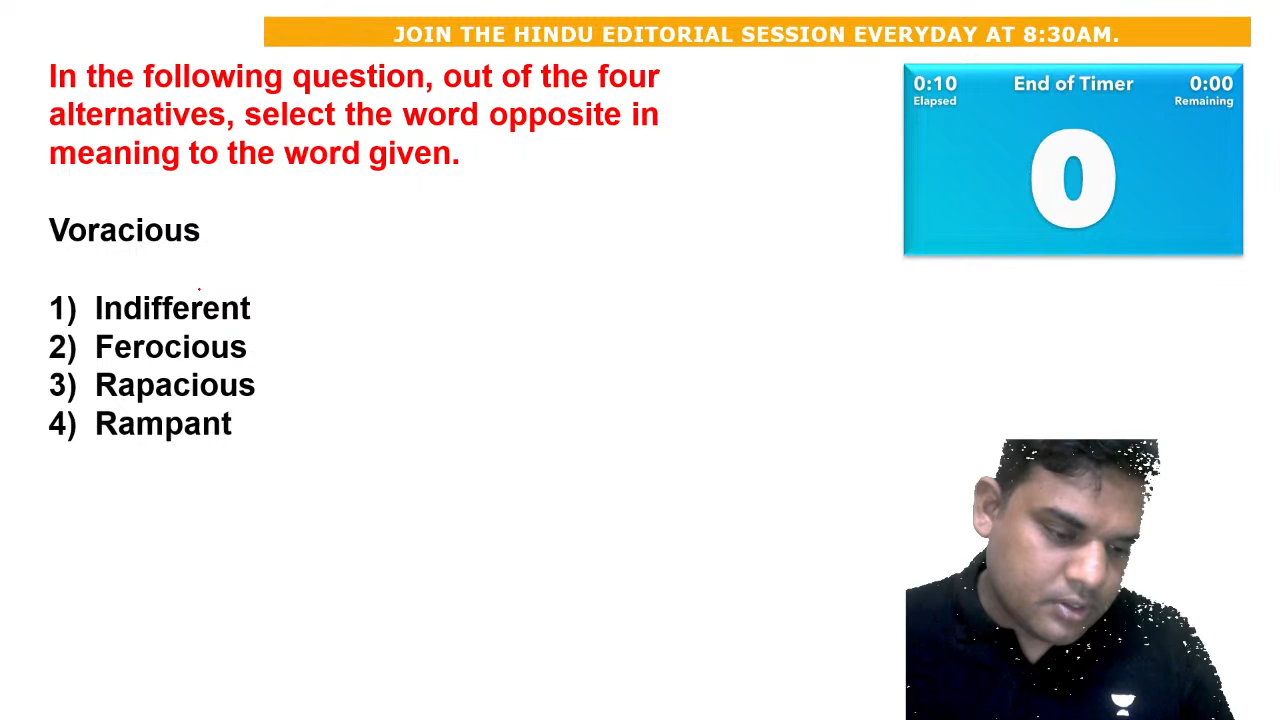 JOIN THE HINDU EDITORIAL SESSION EVERYDAY AT 8:30AM.
In the following question, out of the four
alternatives, select the word opposite in
meaning to the word given.
Voracious
1) Indifferent
2) Ferocious
3) Rapacious
4) Rampant
0:10 End of Timer 0:00
Elapsed Remaining
0